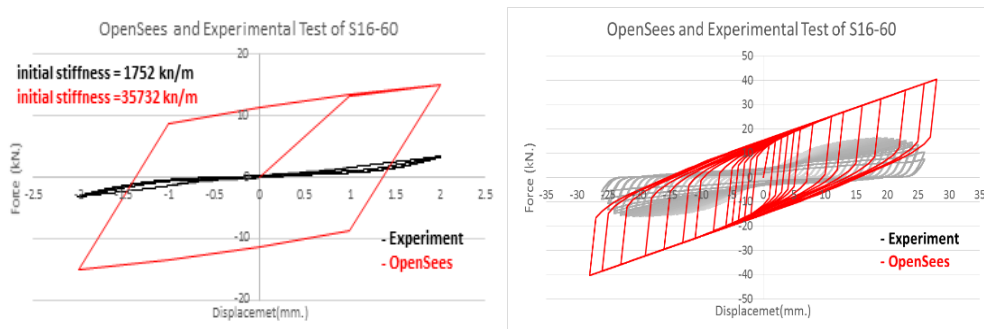 OpenSees and Experimental Test of S16-60
initial stiffness = 1752 kn/m
initial stiffness =35732 kn/m
20
10
0
-10
-20
-2.5 -2 -1.5 -1 -0.5 0 0.5 1 1.5 2 2.5
Force (kN.)
- Experiment
- OpenSees
Displacemet(mm.)
OpenSees and Experimental Test of S16-60
50
40
30
20
10
0
-10
-20
-30
-40
-50
-35 -30 -25 -20 -15 -10 -5 0 5 10 15 20 25 30 35
Force (kN.)
- Experiment
- OpenSees
Displacemet(mm.)